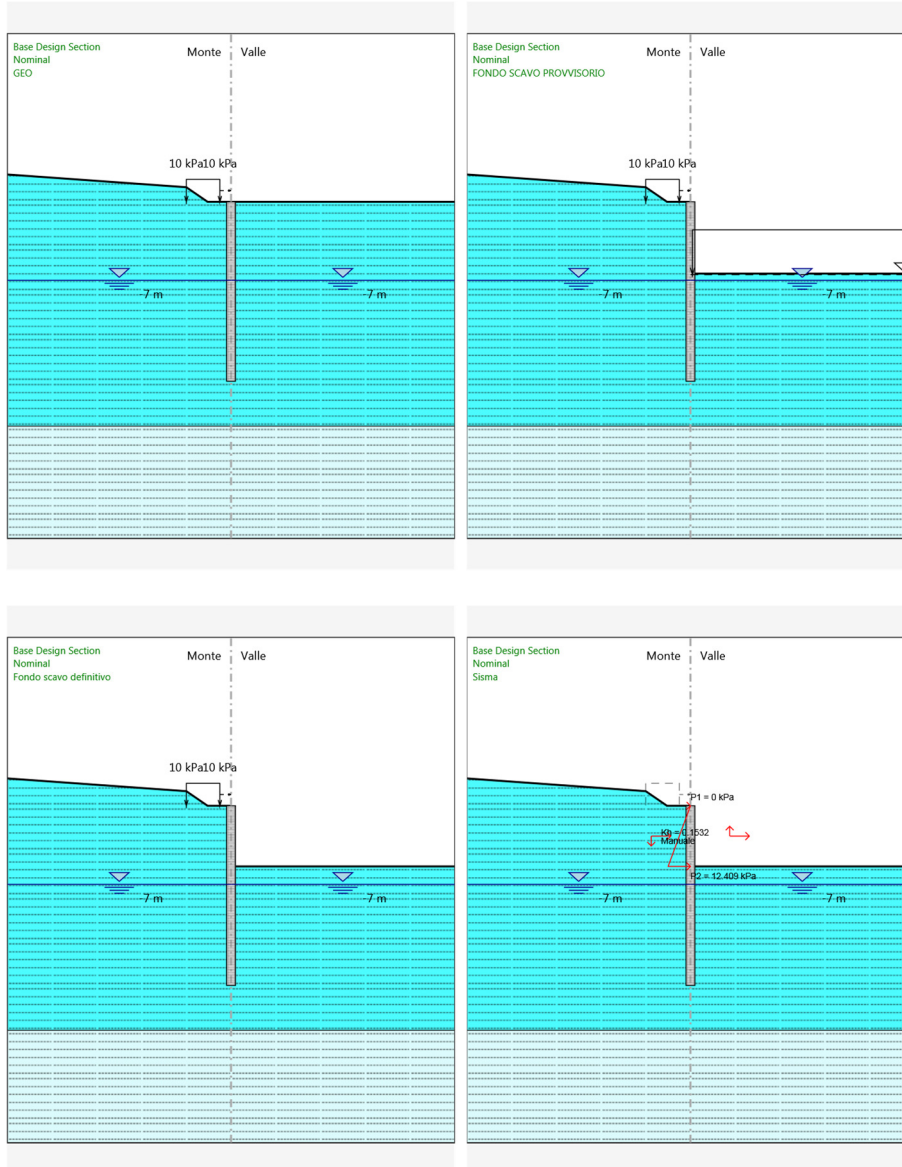 Base Design Section
Nominal
GEO
Monte
Valle
10 kPa10 kPa
-7 m
-7 m
Base Design Section
Nominal
FONDO SCAVO PROVVISORIO
Monte
Valle
10 kPa10 kPa
-7 m
-7 m
Base Design Section
Nominal
Fondo scavo definitivo
Monte
Valle
10 kPa10 kPa
-7 m
-7 m
Base Design Section
Nominal
Sisma
Monte
Valle
P1 = 0 kPa
Kh = 0.1532
Manuale
P2 = 12.409 kPa
-7 m
-7 m